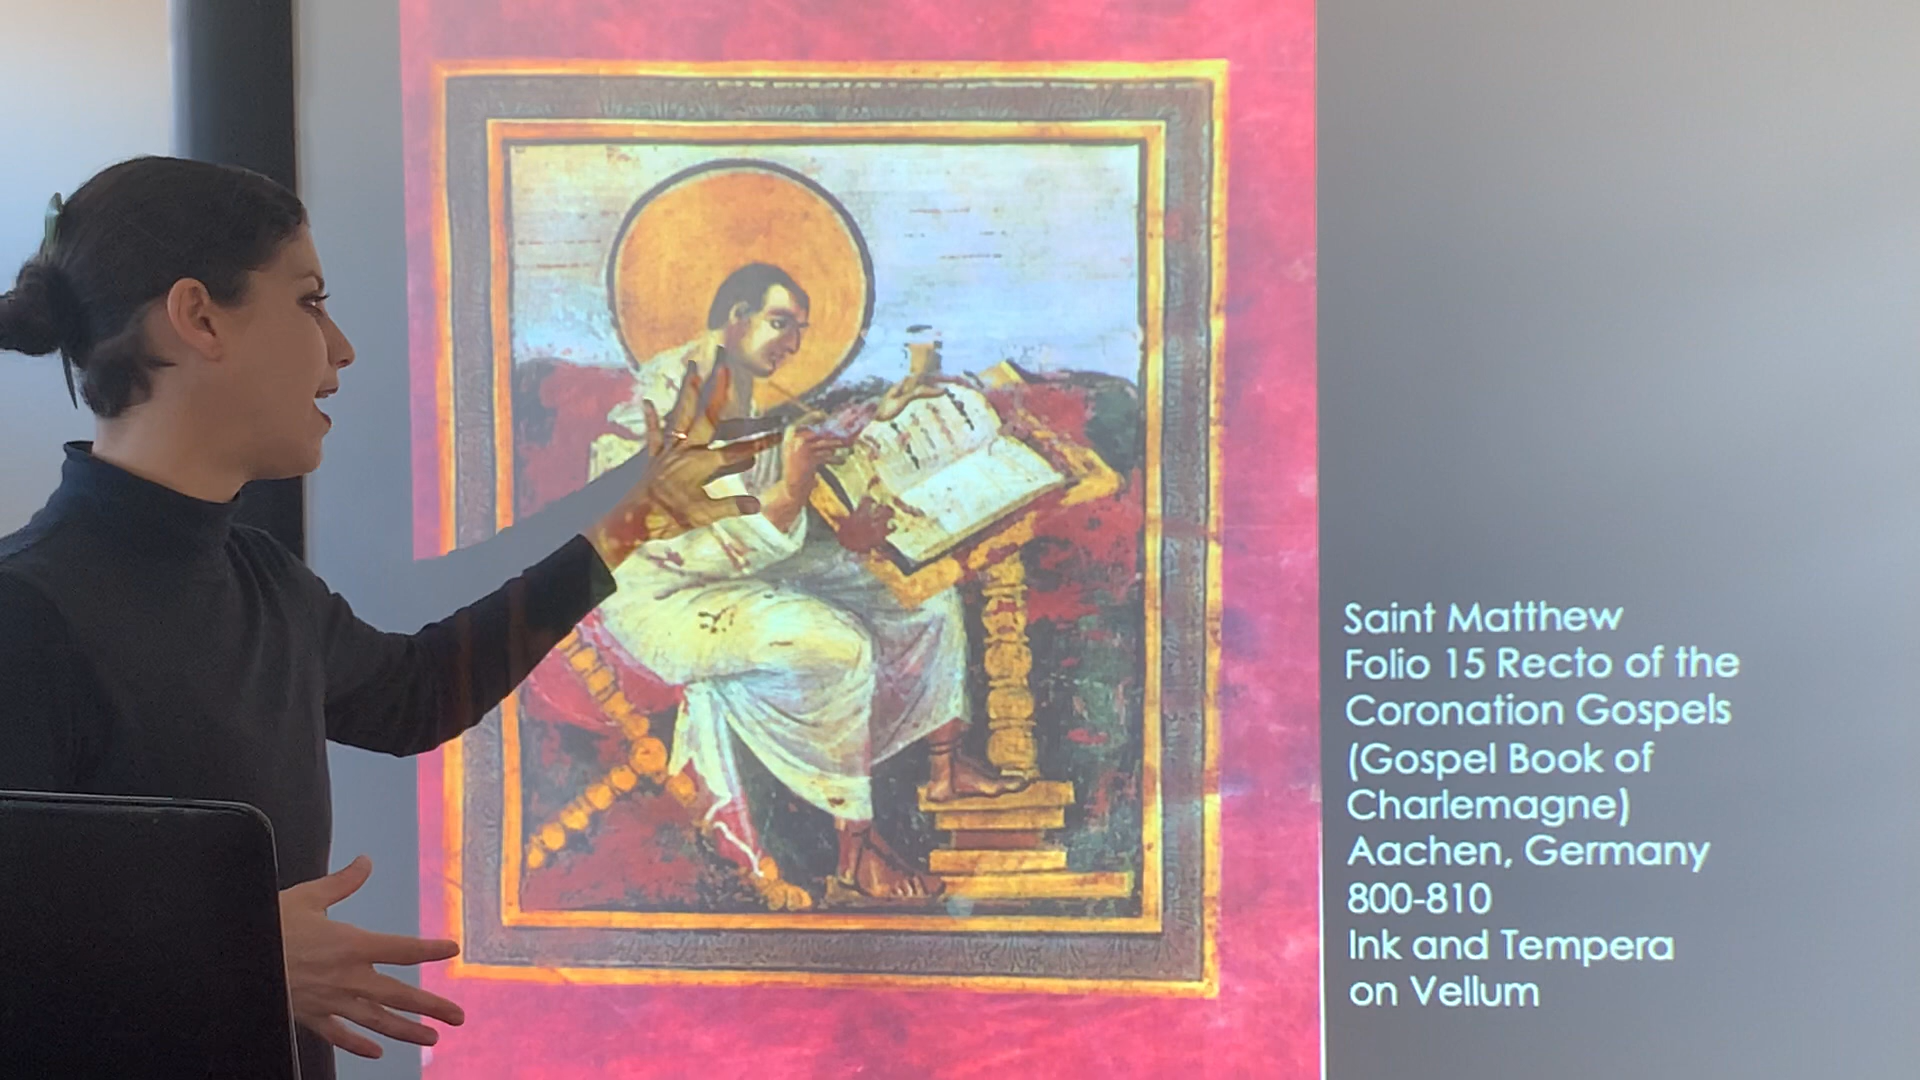 Saint Matthew
Folio 15 Recto of the
Coronation Gospels
(Gospel Book of
Charlemagne)
Aachen, Germany
800-810
Ink and Tempera
on Vellum